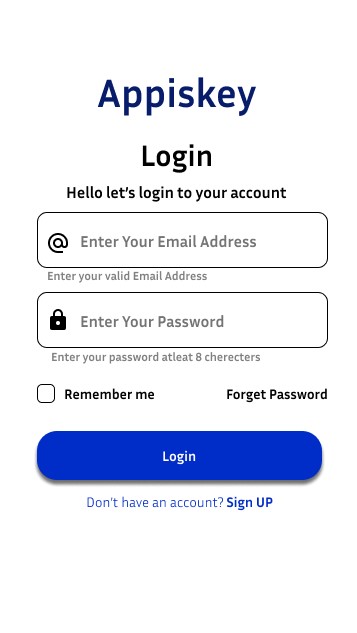 Appiskey
Login
Hello let's login to your account
Enter Your Email Address
Enter your valid Email Address
Enter Your Password
Enter your password atleat 8 cherecters
Remember me Forget Password
Login
Don't have an account? Sign UP